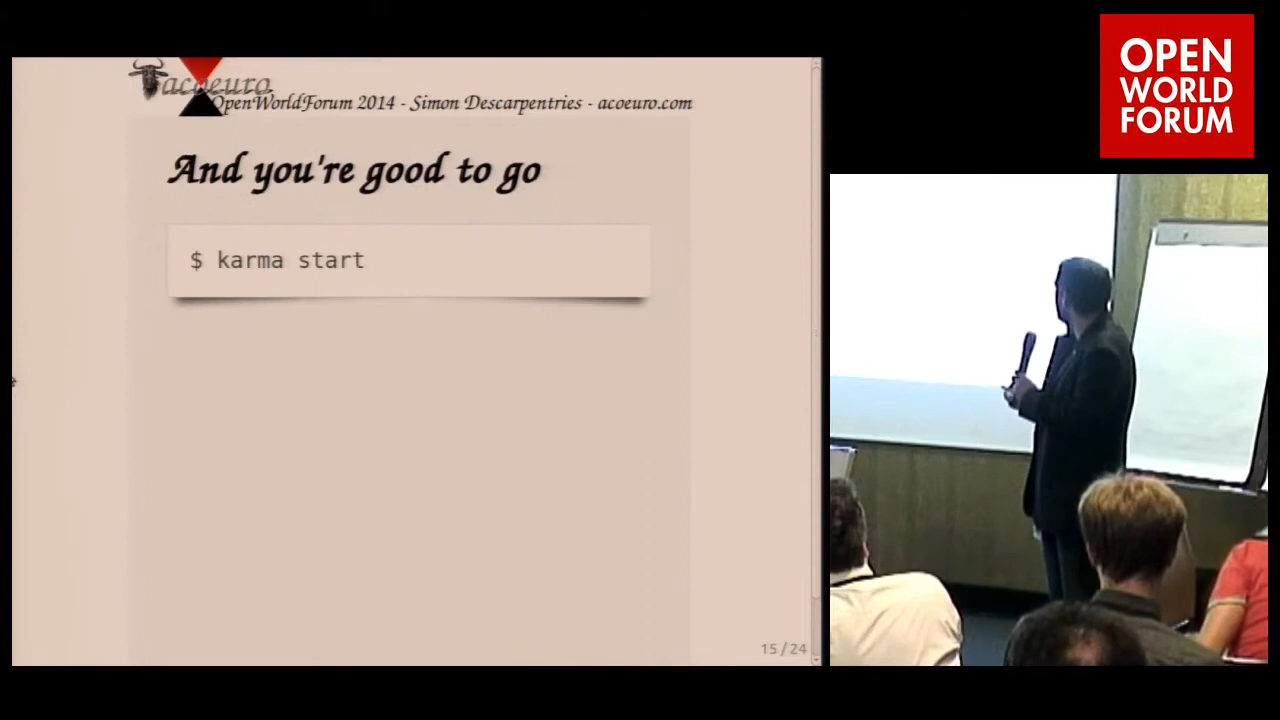 acoeuro
OpenWorldForum 2014 - Simon Descarpentries - acoeuro.com
And you're good to go
$ karma start
15/24
OPEN
WORLD
FORUM